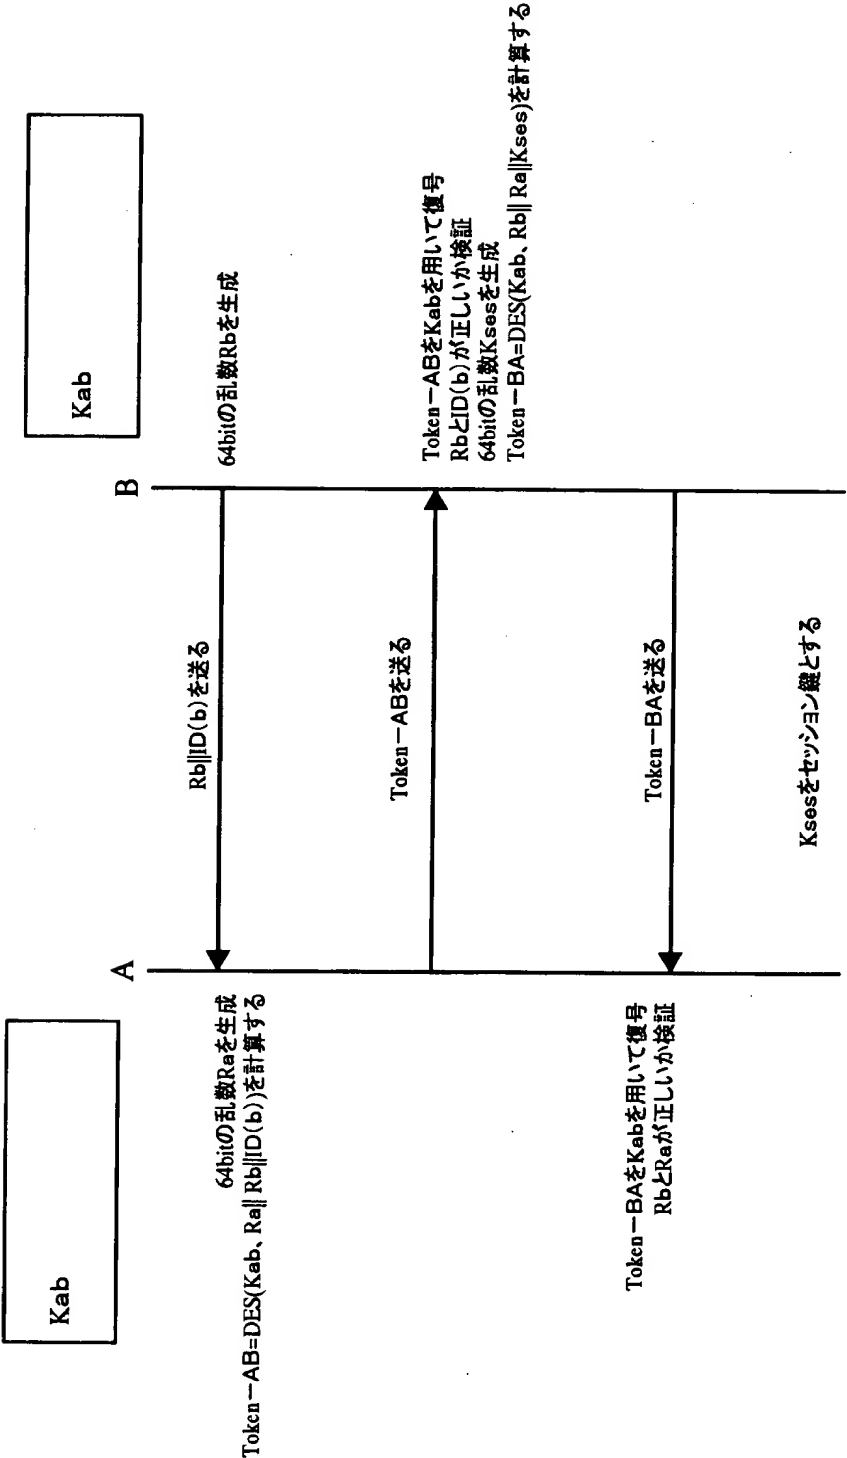 Kab
Kab
A
B
64bitの乱数Rbを生成
Rb||ID(b)を送る
64bitの乱数Raを生成
Token－AB=DES(Kab、Ra|| Rb||ID(b))を計算する
Token－ABを送る
Token－ABをKabを用いて復号
RbとID(b)が正しいか検証
64bitの乱数Ksesを生成
Token－BA=DES(Kab、Rb|| Ra||Kses)を計算する
Token－BAを送る
Token－BAをKabを用いて復号
RbとRaが正しいか検証
Ksesをセッション鍵とする